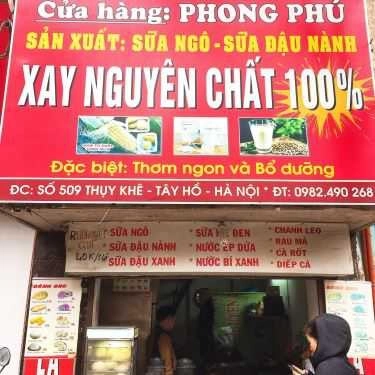 Cửa hàng: PHONG PHÚ
SẢN XUẤT: SỮA NGÔ - SỮA ĐẬU NÀNH
XAY NGUYÊN CHẤT 100%
Đặc biệt: Thơm ngon và Bổ dưỡng
ĐC: SỐ 509 THỤY KHÊ - TÂY HỒ - HÀ NỘI * ĐT: 0982.490 268
* SỮA NGÔ
* SỮA ĐẬU NÀNH
* SỮA ĐẬU XANH
* SỮA ĐEN
* NƯỚC ÉP DỨA
* NƯỚC BÍ XANH
* CHANH LEO
* RAU MÁ
* CÀ RỐT
* DIẾP CÁ
BÁNH BAO